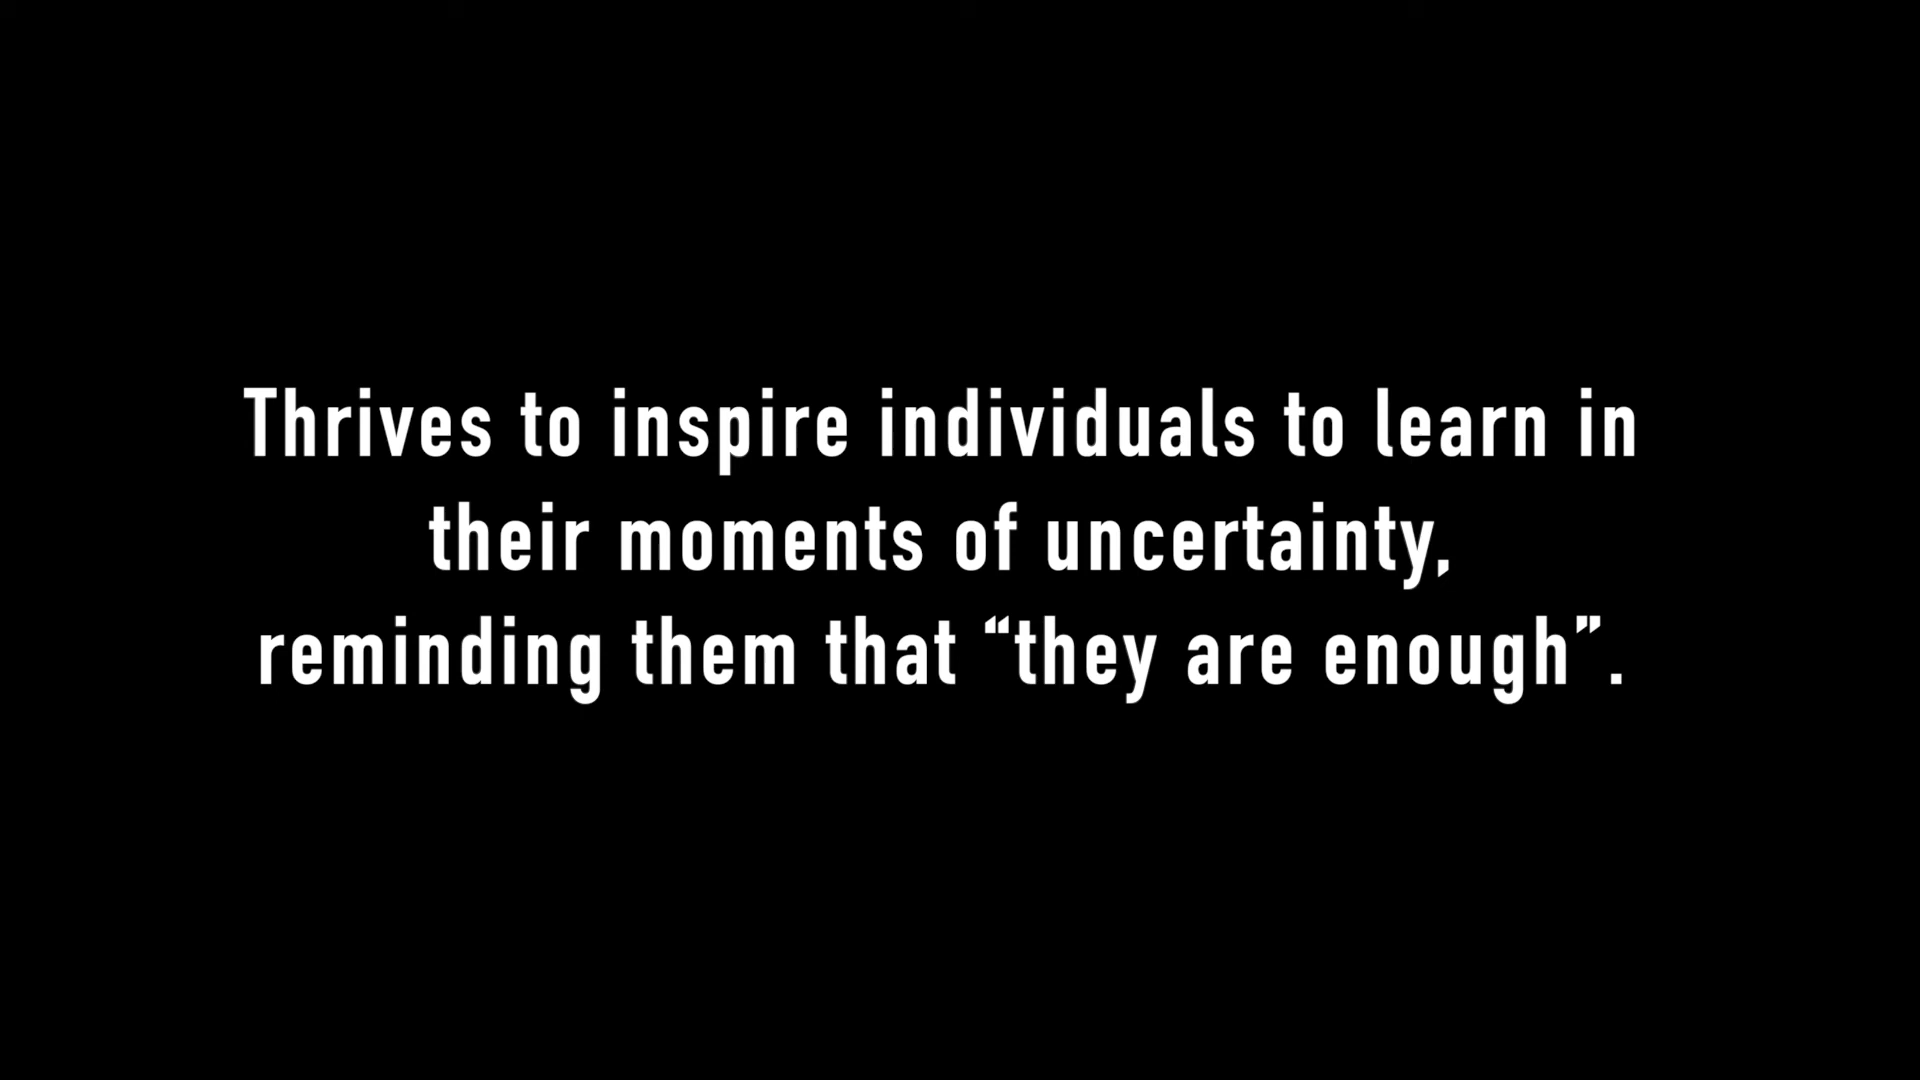 Thrives to inspire individuals to learn in
their moments of uncertainty,
reminding them that “they are enough”.